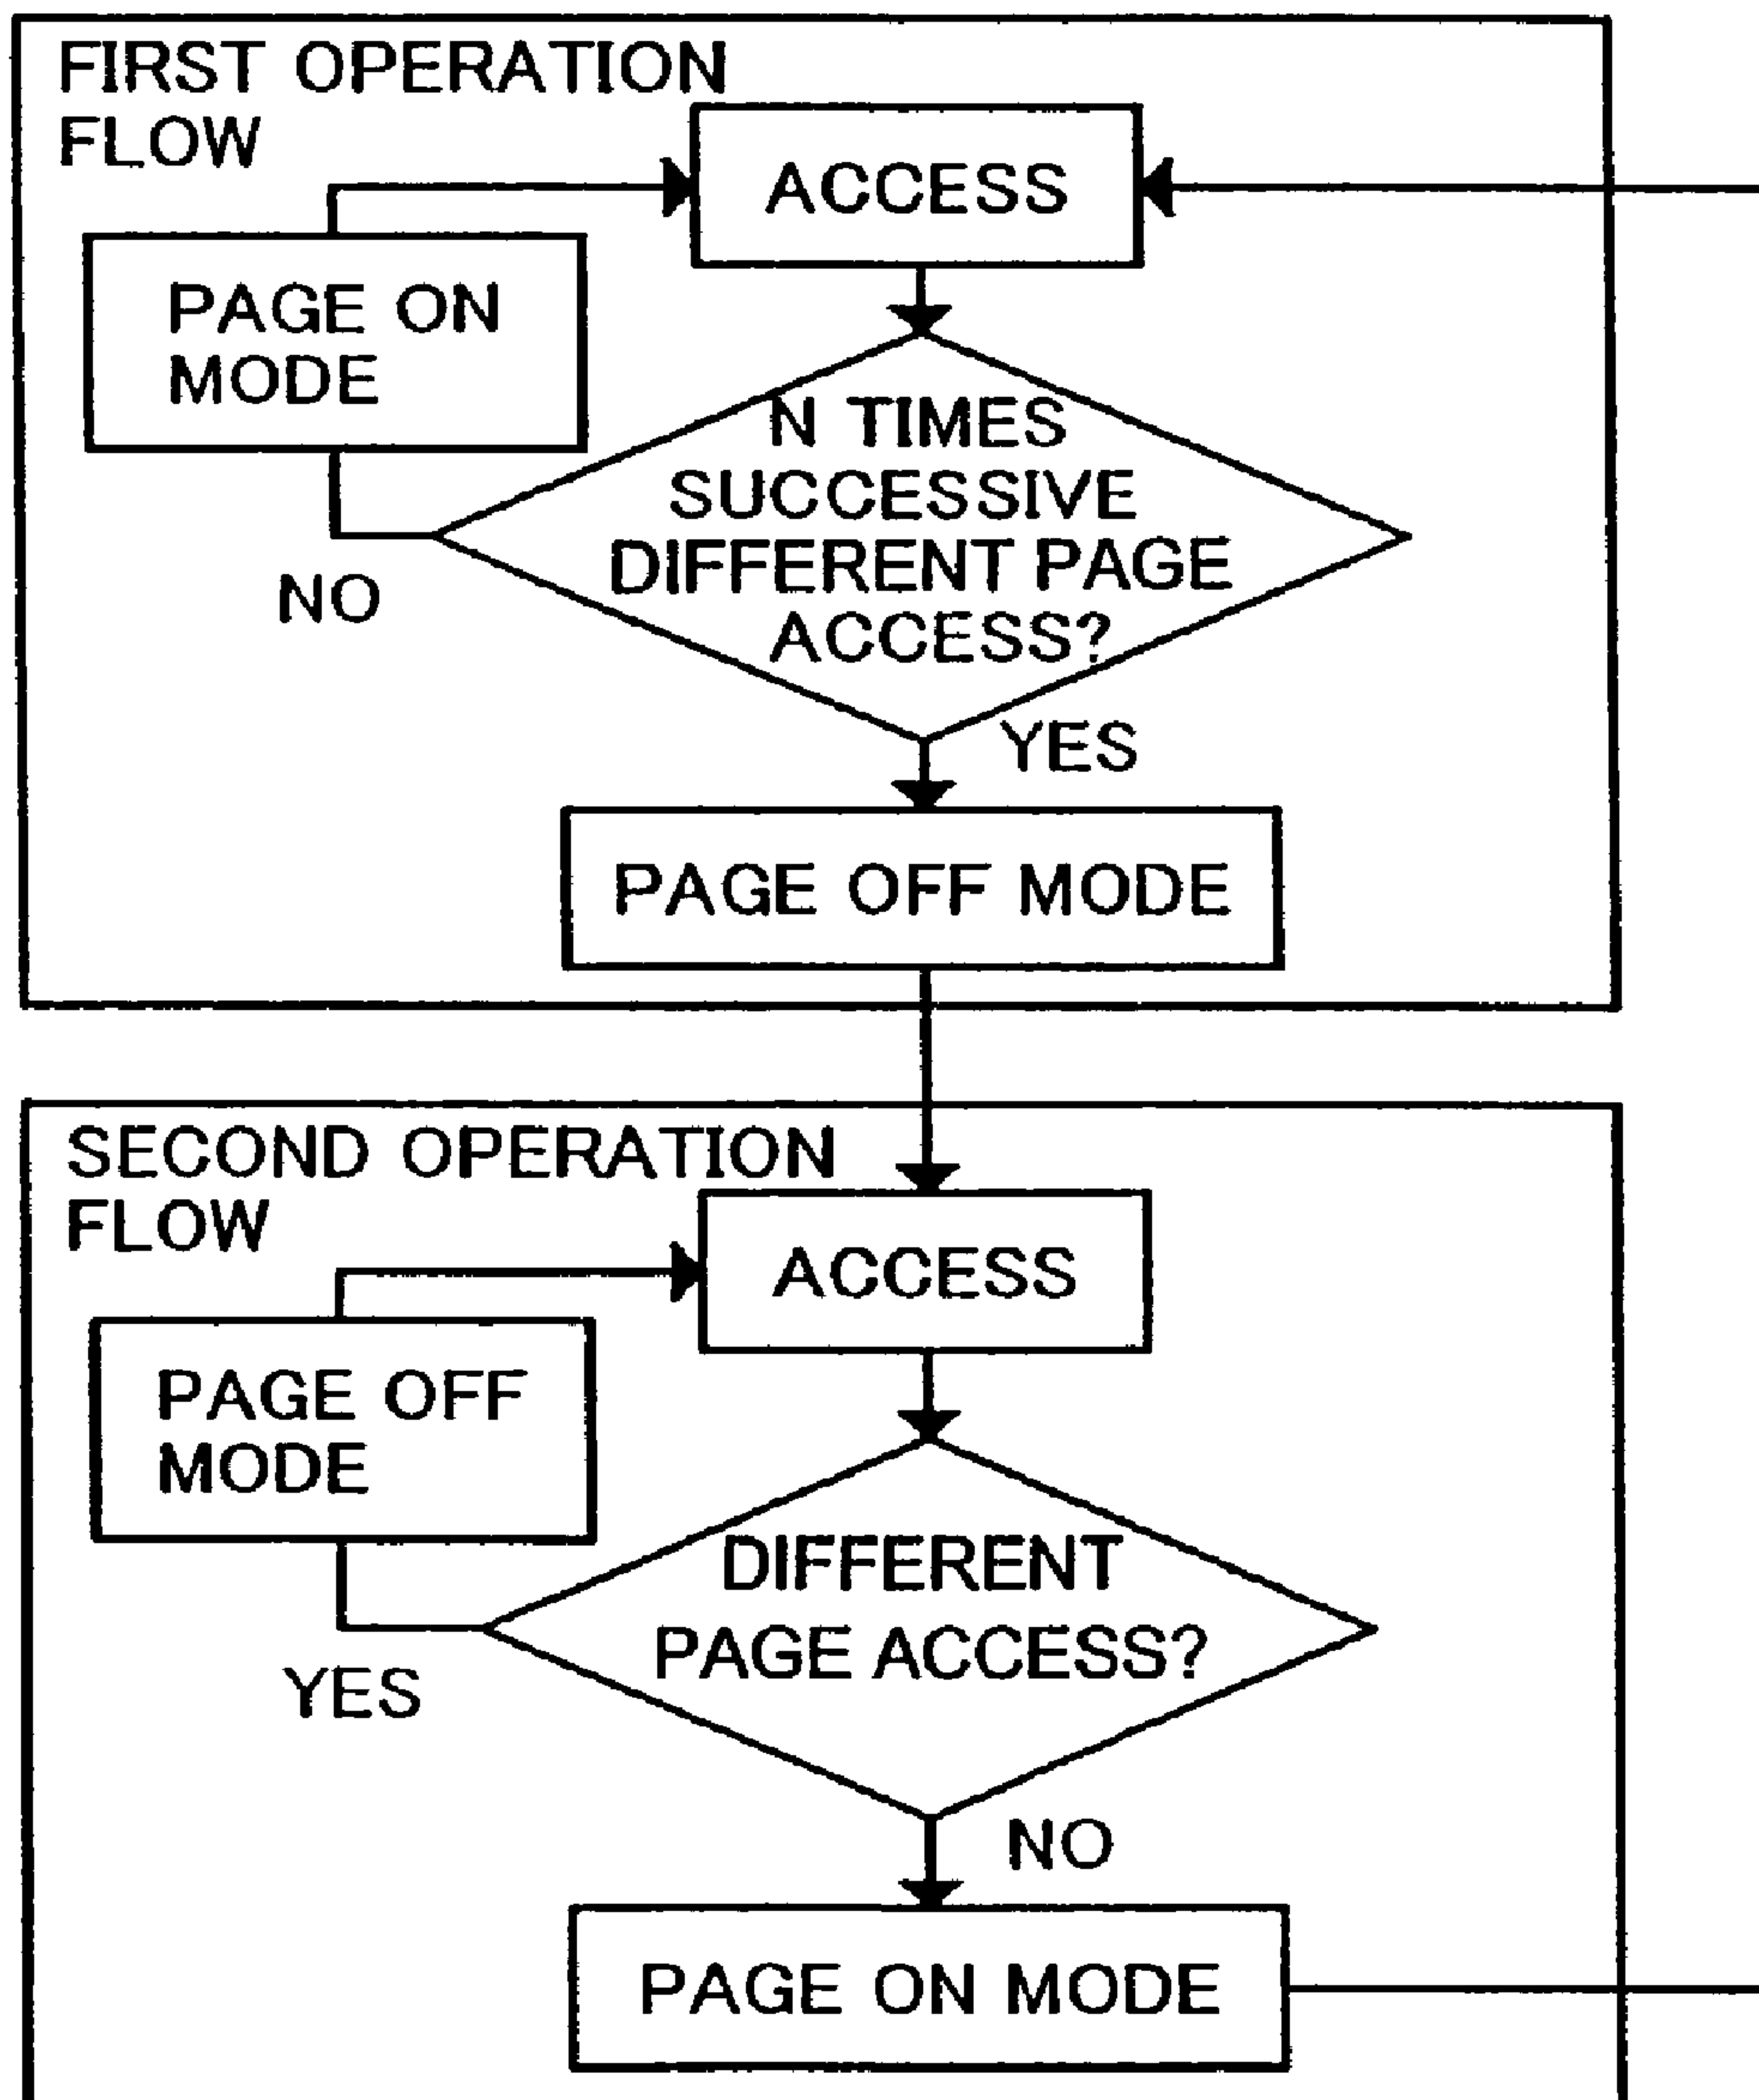 FIRST OPERATION
FLOW
ACCESS
PAGE ON
MODE
N TIMES
SUCCESSIVE
DIFFERENT PAGE
ACCESS?
NO
YES
PAGE OFF MODE
SECOND OPERATION
FLOW
ACCESS
PAGE OFF
MODE
DIFFERENT
PAGE ACCESS?
YES
NO
PAGE ON MODE